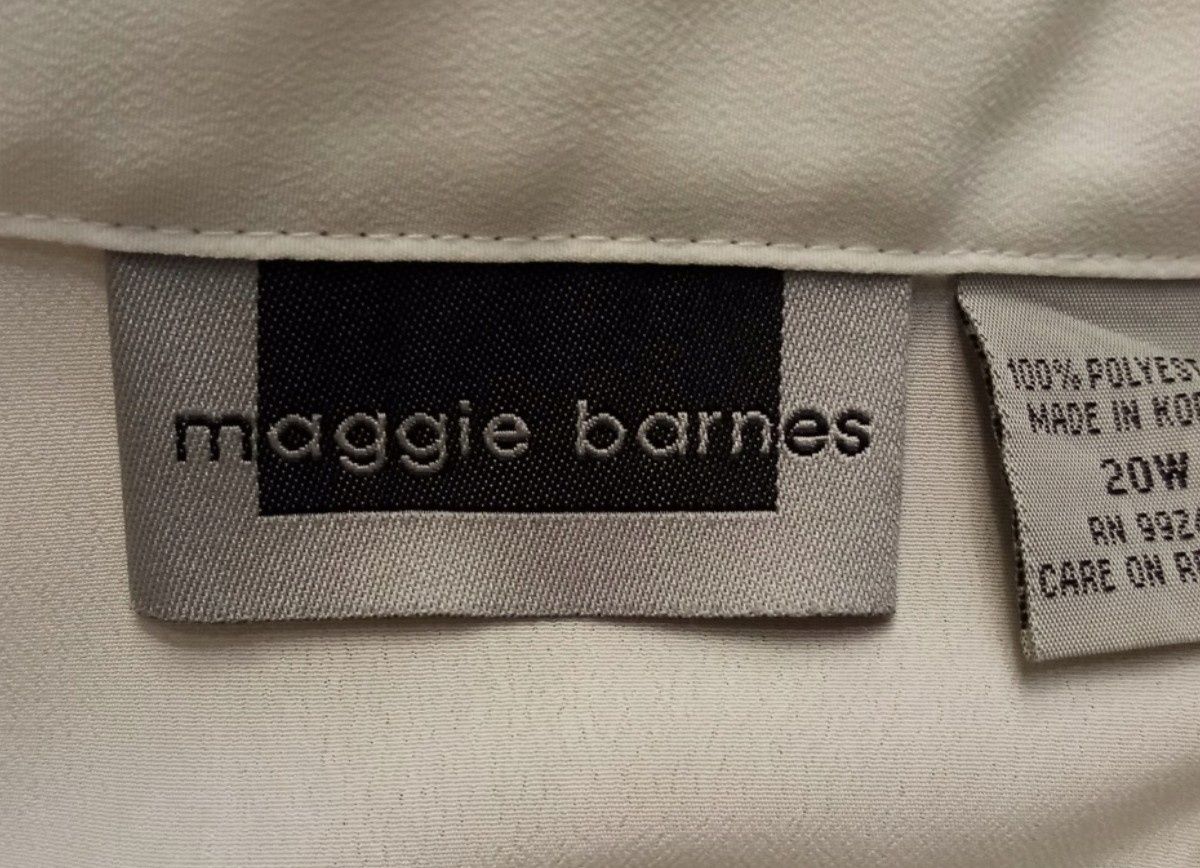 maggie barnes
100% POLYEST
MADE IN KO
20W
RN 992
CARE ON R